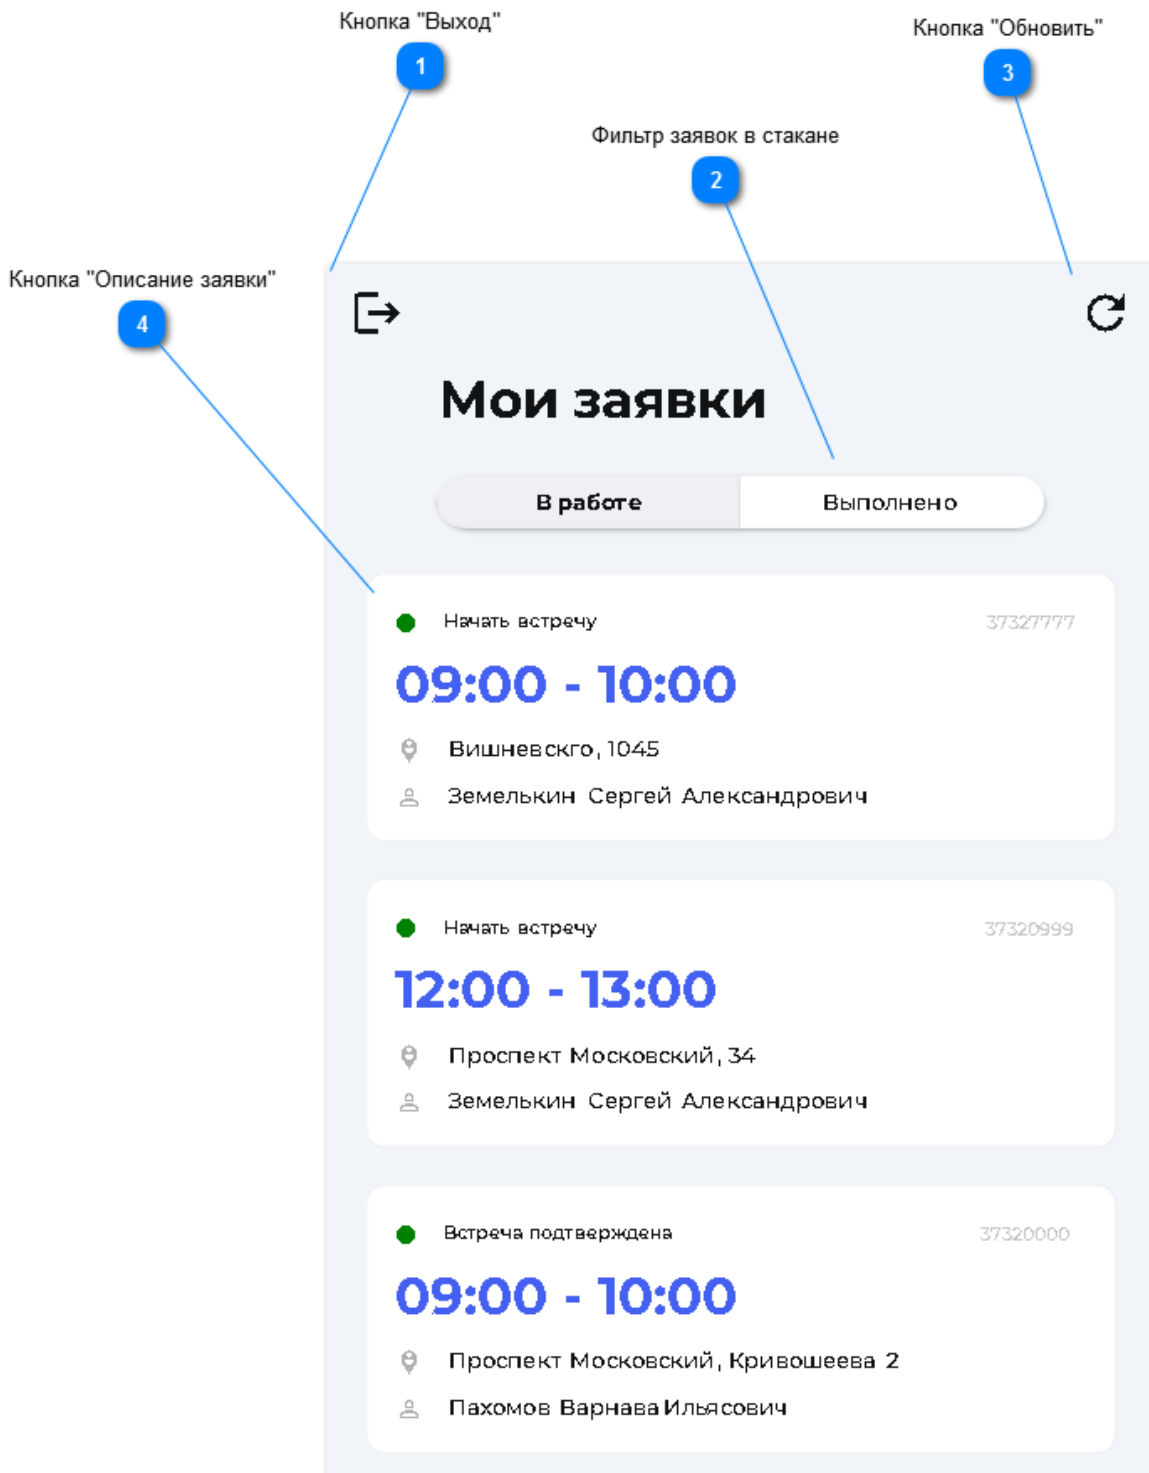 Кнопка "Выход"
1
Кнопка "Обновить"
3
Фильтр заявок в стакане
2
Кнопка "Описание заявки"
4
Мои заявки
В работе
Выполнено
Начать встречу 37327777
09:00 - 10:00
Вишневскго, 1045
Земелькин Сергей Александрович
Начать встречу 37320999
12:00 - 13:00
Проспект Московский, 34
Земелькин Сергей Александрович
Встреча подтверждена 37320000
09:00 - 10:00
Проспект Московский, Кривошеева 2
Пахомов Варнава Ильясович